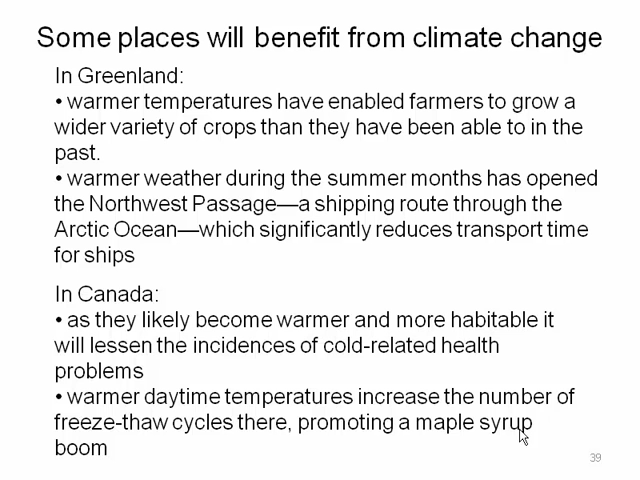 Some places will benefit from climate change
In Greenland:
• warmer temperatures have enabled farmers to grow a
wider variety of crops than they have been able to in the
past.
• warmer weather during the summer months has opened
the Northwest Passage—a shipping route through the
Arctic Ocean—which significantly reduces transport time
for ships
In Canada:
• as they likely become warmer and more habitable it
will lessen the incidences of cold-related health
problems
• warmer daytime temperatures increase the number of
freeze-thaw cycles there, promoting a maple syrup
boom
39